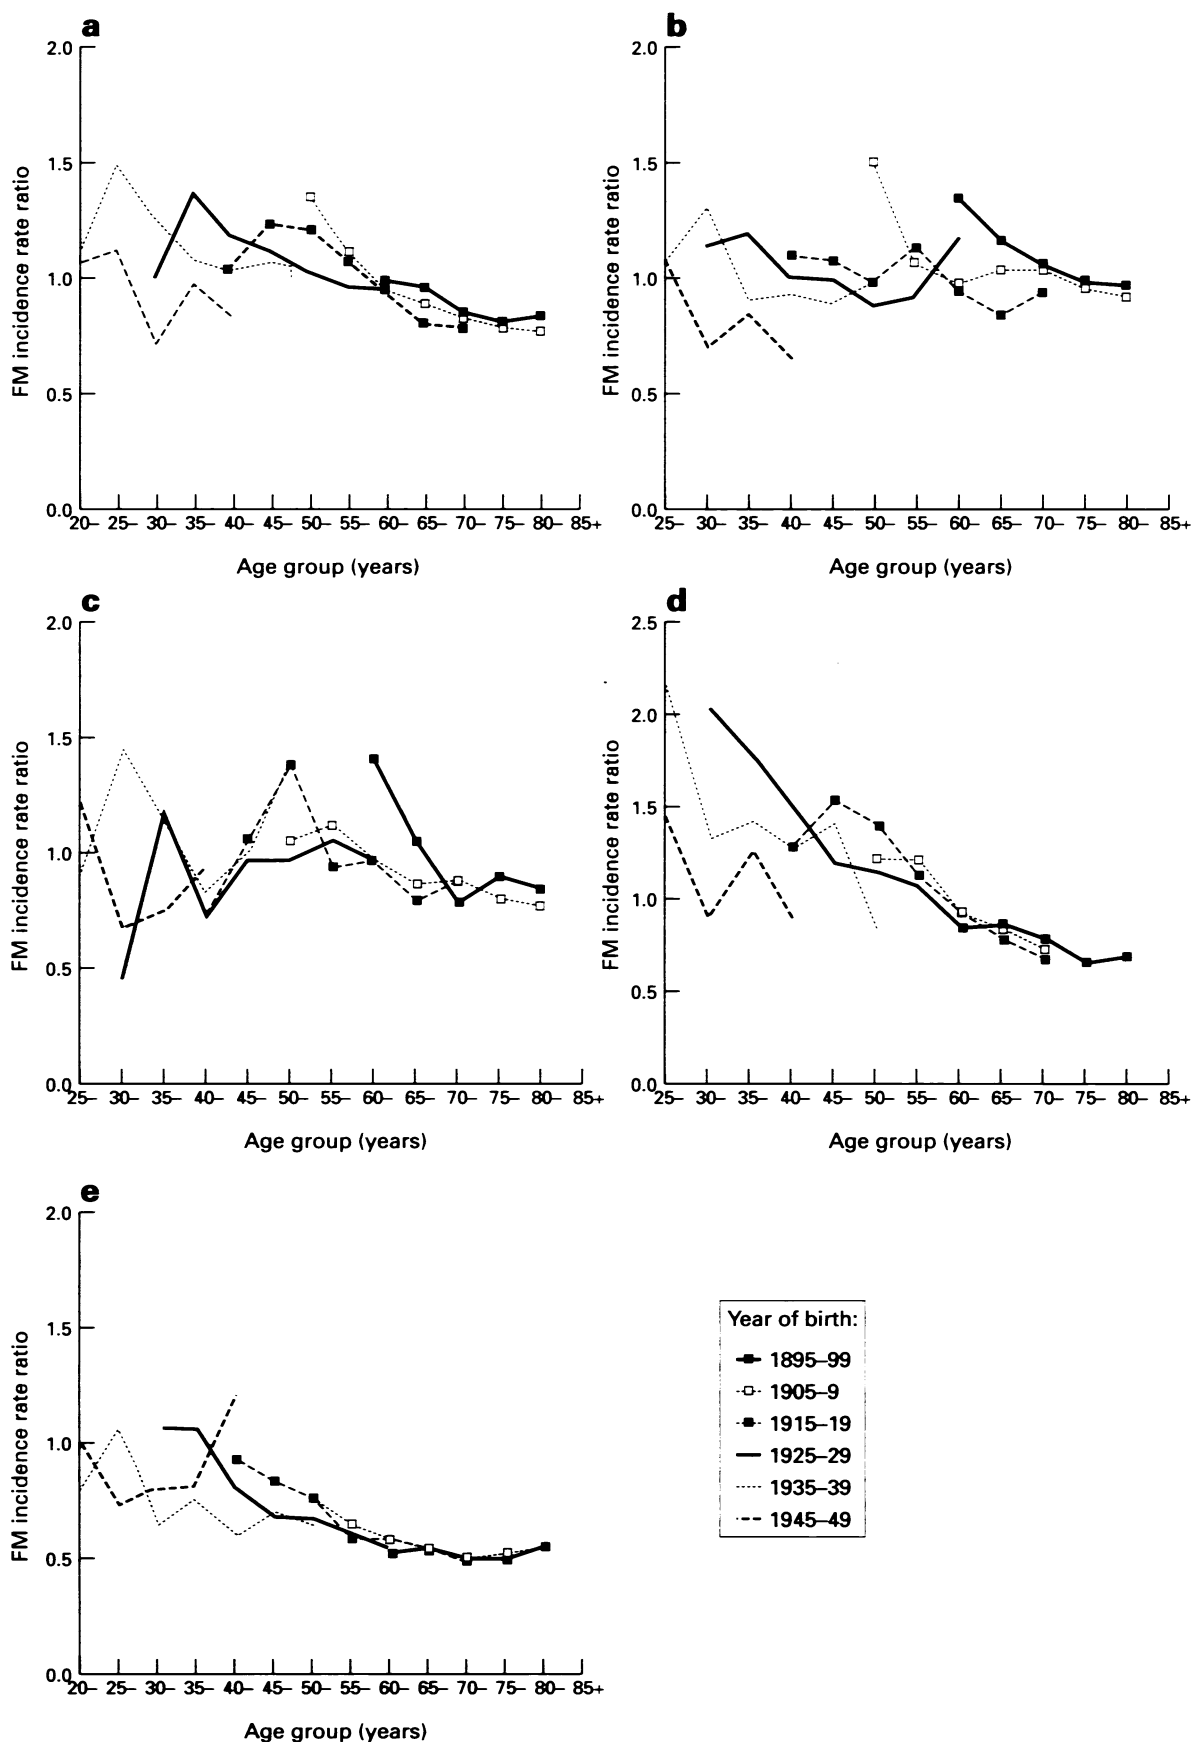 a
2.0
1.5
1.0
0.5
0.0
FM incidence rate ratio
20– 25– 30– 35– 40– 45– 50– 55– 60– 65– 70– 75– 80– 85+
Age group (years)
b
2.0
1.5
1.0
0.5
0.0
FM incidence rate ratio
25– 30– 35– 40– 45– 50– 55– 60– 65– 70– 75– 80– 85+
Age group (years)
c
2.0
1.5
1.0
0.5
0.0
FM incidence rate ratio
25– 30– 35– 40– 45– 50– 55– 60– 65– 70– 75– 80– 85+
Age group (years)
d
2.5
2.0
1.5
1.0
0.5
0.0
FM incidence rate ratio
25– 30– 35– 40– 45– 50– 55– 60– 65– 70– 75– 80– 85+
Age group (years)
e
2.0
1.5
1.0
0.5
0.0
FM incidence rate ratio
20– 25– 30– 35– 40– 45– 50– 55– 60– 65– 70– 75– 80– 85+
Age group (years)
Year of birth:
1895–99
1905–9
1915–19
1925–29
1935–39
1945–49